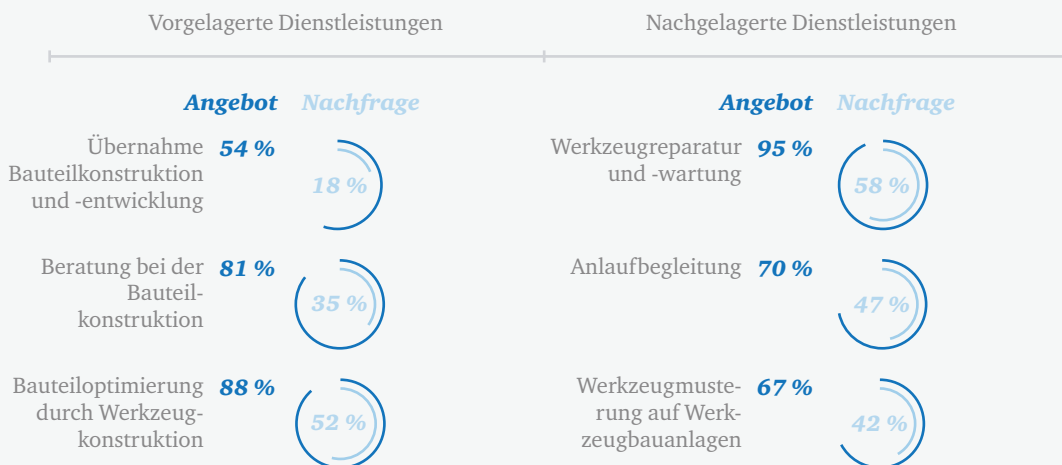 Vorgelagerte Dienstleistungen
Angebot Nachfrage
Übernahme 54 %
Bauteilkonstruktion 18 %
und -entwicklung
Beratung bei der 81 %
Bauteil- 35 %
konstruktion
Bauteiloptimierung 88 %
durch Werkzeug- 52 %
konstruktion
Nachgelagerte Dienstleistungen
Angebot Nachfrage
Werkzeugreparatur 95 %
und -wartung 58 %
Anlaufbegleitung 70 %
47 %
Werkzeugmuste- 67 %
rung auf Werk- 42 %
zeugbauanlagen